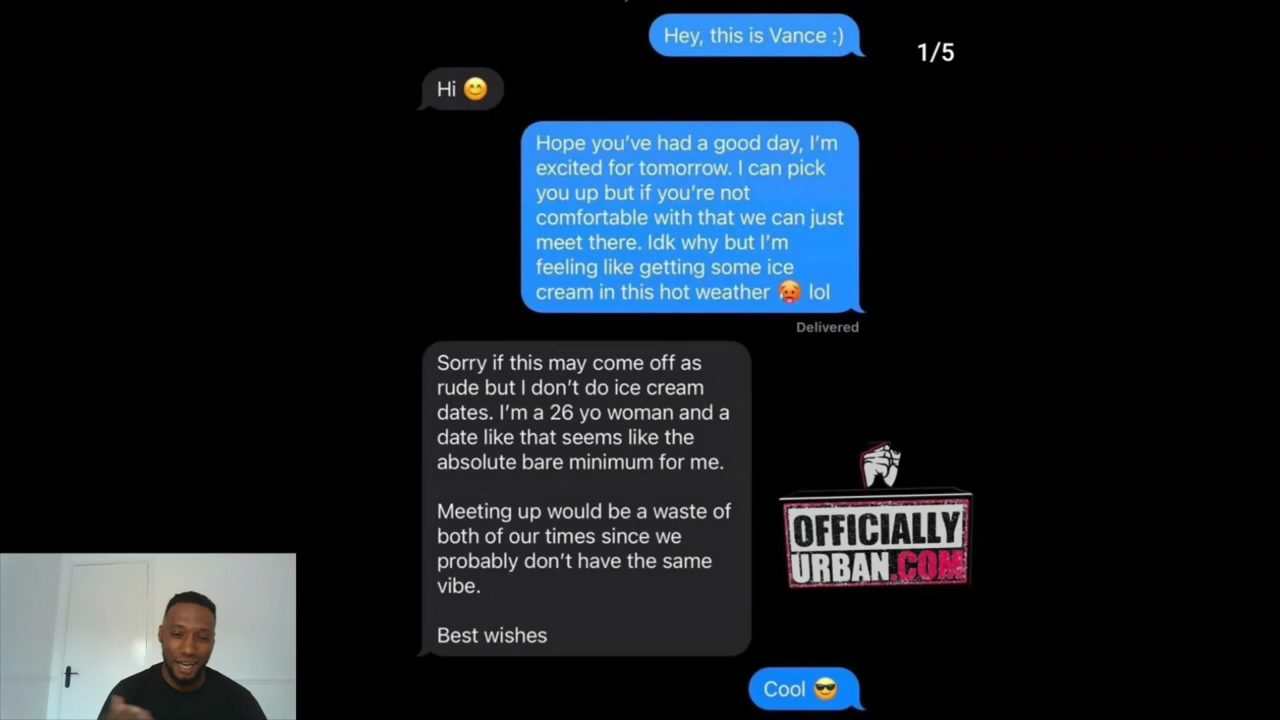 Hey, this is Vance :)
1/5
Hi 😊
Hope you've had a good day, I'm
excited for tomorrow. I can pick
you up but if you're not
comfortable with that we can just
meet there. Idk why but I'm
feeling like getting some ice
cream in this hot weather 🥵 lol
Delivered
Sorry if this may come off as
rude but I don't do ice cream
dates. I'm a 26 yo woman and a
date like that seems like the
absolute bare minimum for me.
Meeting up would be a waste of
both of our times since we
probably don't have the same
vibe.
Best wishes
OFFICIALLY
URBAN.COM
Cool 😎